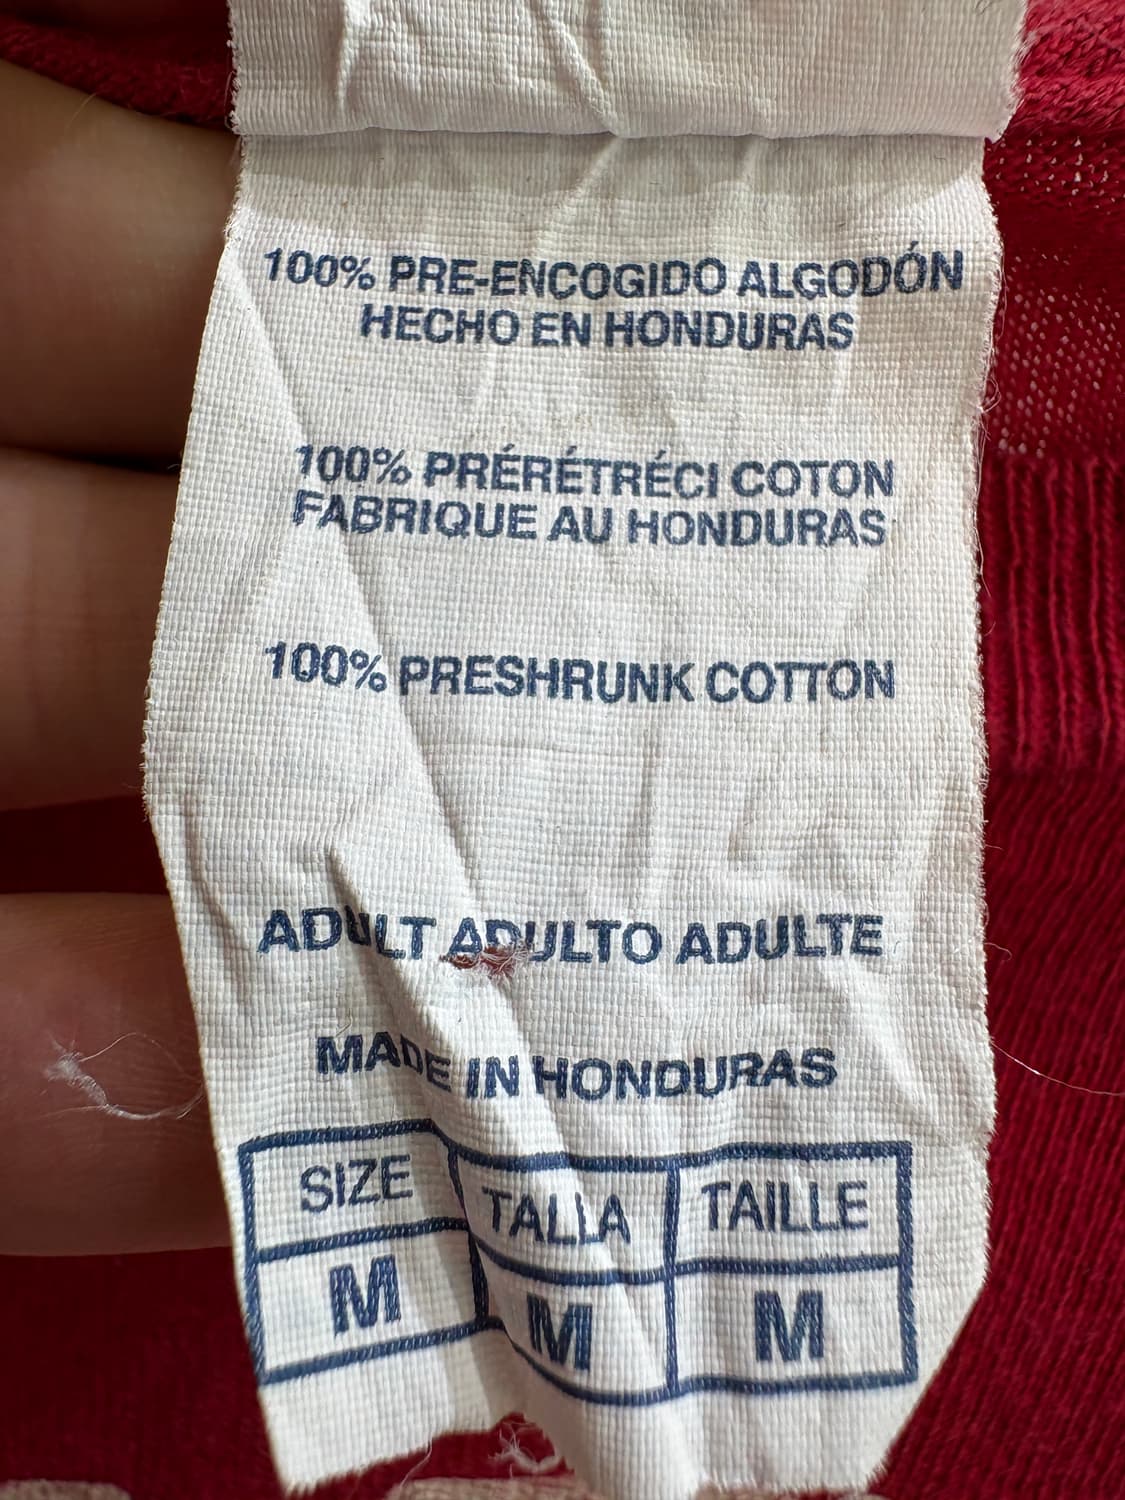 100% PRE-ENCOGIDO ALGODÓN
HECHO EN HONDURAS
100% PRÉRÉTRÉCI COTON
FABRIQUE AU HONDURAS
100% PRESHRUNK COTTON
ADULT ADULTO ADULTE
MADE IN HONDURAS
SIZE TALLA TAILLE
M M M